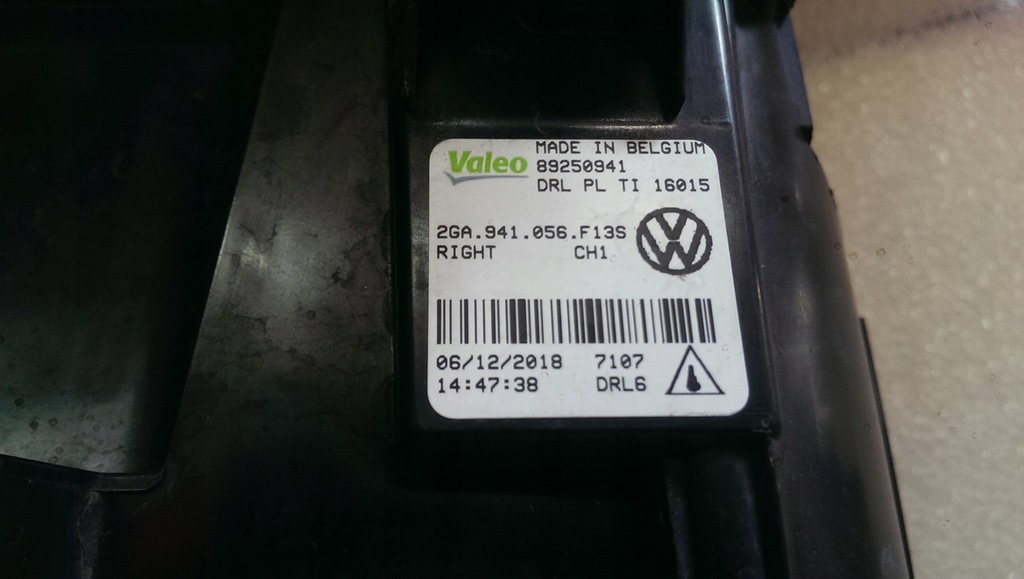 Valeo
MADE IN BELGIUM
89250941
DRL PL TI 16015
2GA.941.056.F13S
RIGHT CH1
06/12/2018 7107
14:47:38 DRL6